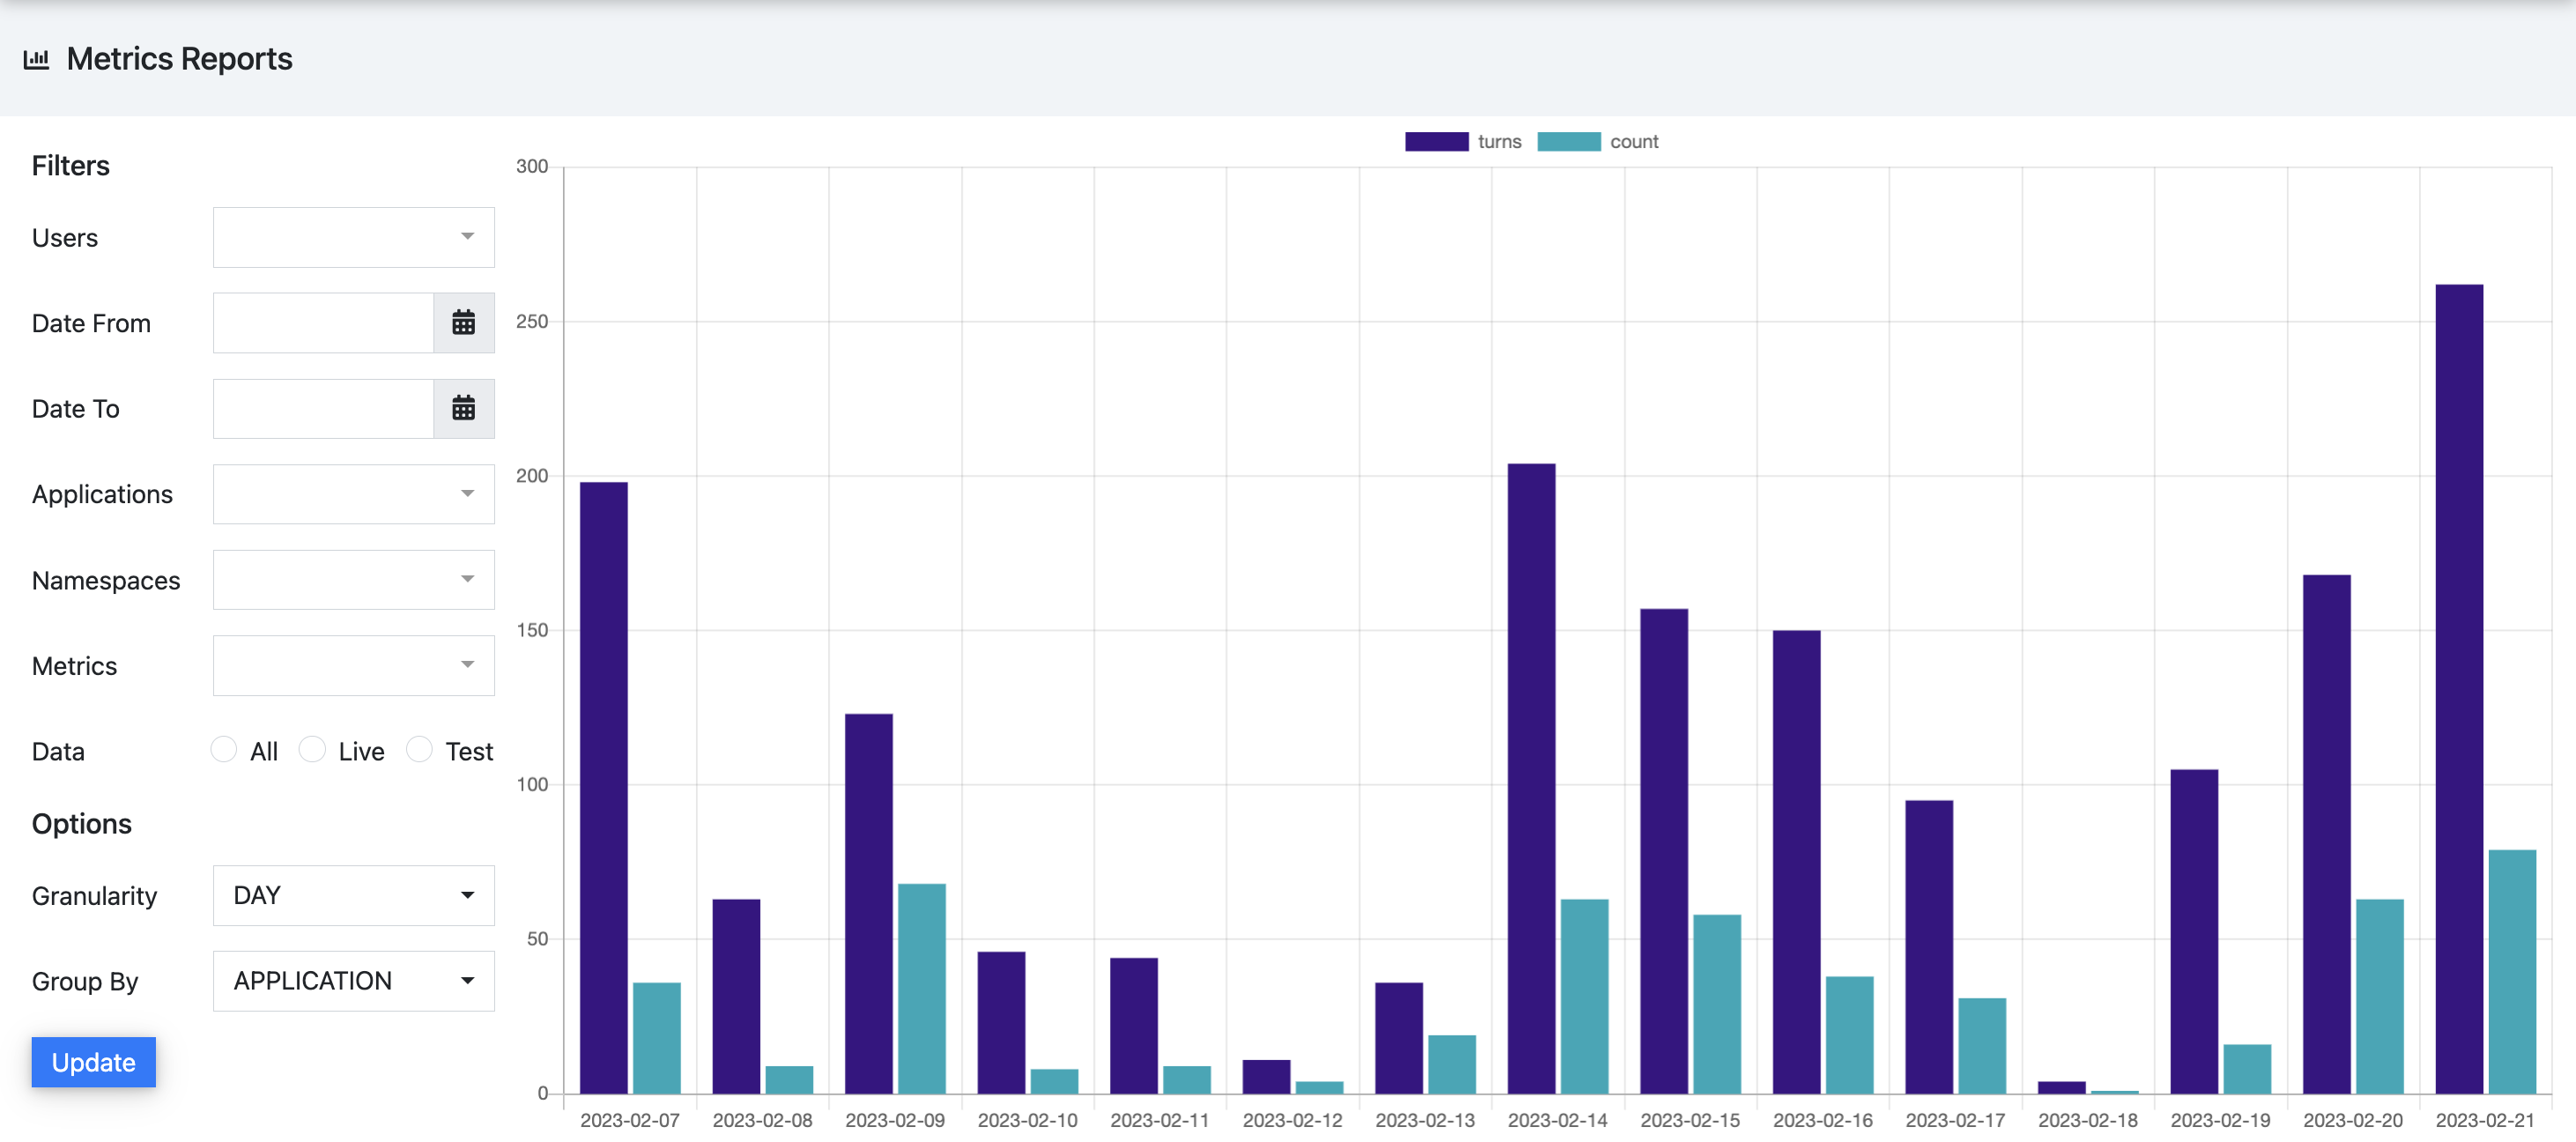 Metrics Reports
Filters
Users
Date From
Date To
Applications
Namespaces
Metrics
Data All Live Test
Options
Granularity DAY
Group By APPLICATION
Update
turns count
300
250
200
150
100
50
0
2023-02-07 2023-02-08 2023-02-09 2023-02-10 2023-02-11 2023-02-12 2023-02-13 2023-02-14 2023-02-15 2023-02-16 2023-02-17 2023-02-18 2023-02-19 2023-02-20 2023-02-21